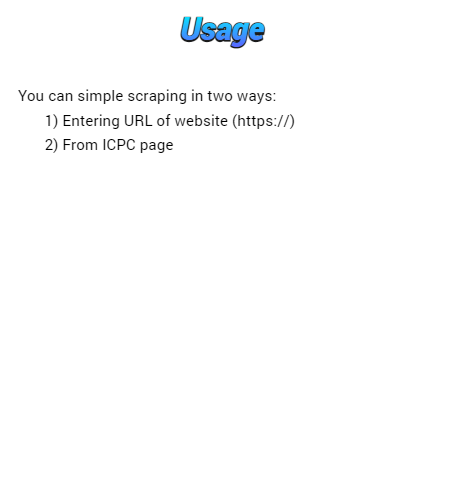 Usage
You can simple scraping in two ways:
1) Entering URL of website (https://)
2) From ICPC page